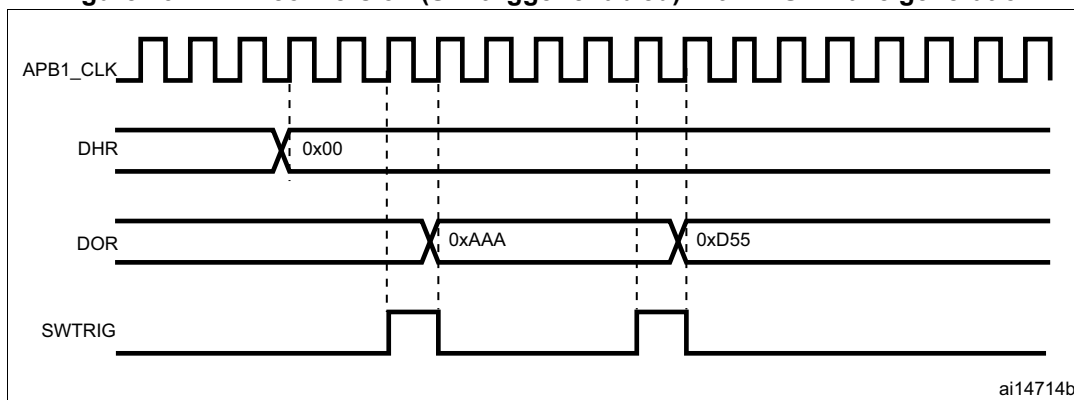 APB1_CLK
DHR
0x00
DOR
0xAAA
0xD55
SWTRIG
ai14714b